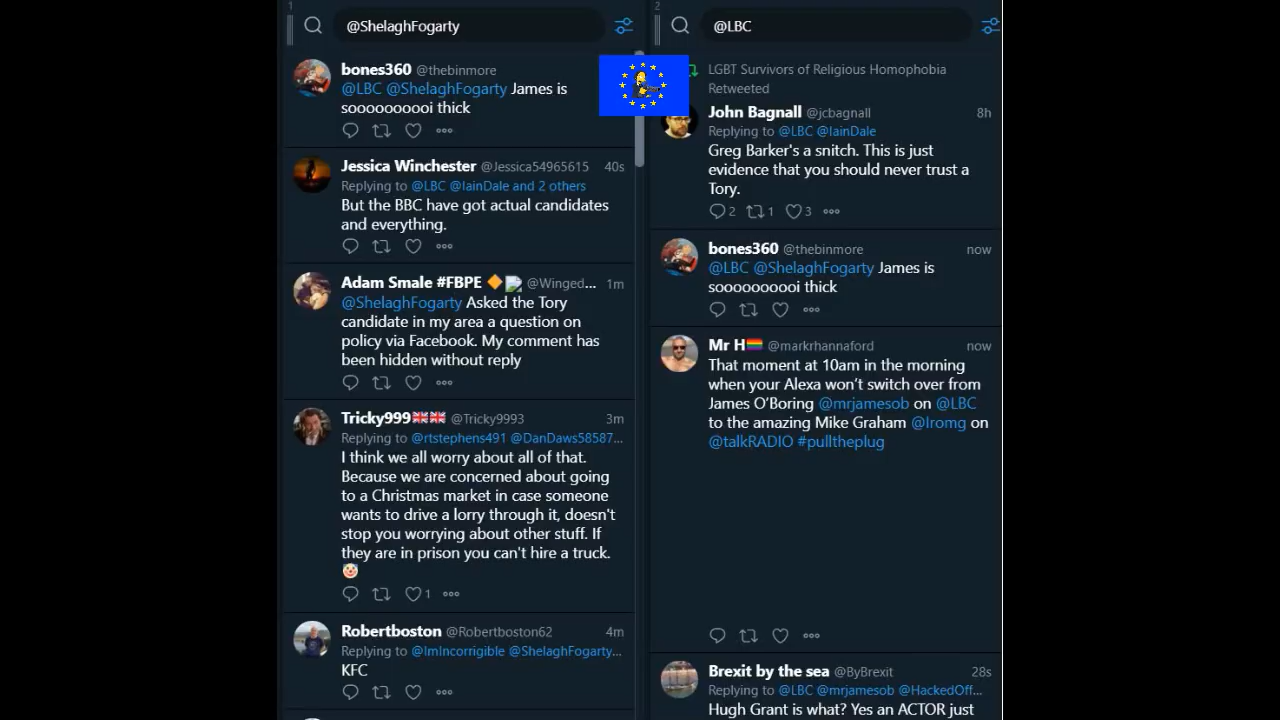 1
@ShelaghFogarty
bones360 @thebinmore
@LBC @ShelaghFogarty James is
soooooooooi thick
Jessica Winchester @Jessica54965615 40s
Replying to @LBC @IainDale and 2 others
But the BBC have got actual candidates
and everything.
Adam Smale #FBPE 🔶 @Winged... 1m
@ShelaghFogarty Asked the Tory
candidate in my area a question on
policy via Facebook. My comment has
been hidden without reply
Tricky999🇬🇧🇬🇧 @Tricky9993 3m
Replying to @rtstephens491 @DanDaws58587...
I think we all worry about all of that.
Because we are concerned about going
to a Christmas market in case someone
wants to drive a lorry through it, doesn't
stop you worrying about other stuff. If
they are in prison you can't hire a truck.
🤡
1
Robertboston @Robertboston62 4m
Replying to @ImIncorrigible @ShelaghFogarty...
KFC
2
@LBC
LGBT Survivors of Religious Homophobia
Retweeted
John Bagnall @jcbagnall 8h
Replying to @LBC @IainDale
Greg Barker's a snitch. This is just
evidence that you should never trust a
Tory.
2 1 3
bones360 @thebinmore now
@LBC @ShelaghFogarty James is
soooooooooi thick
Mr H🏳️‍🌈 @markrhannaford now
That moment at 10am in the morning
when your Alexa won't switch over from
James O'Boring @mrjamesob on @LBC
to the amazing Mike Graham @Iromg on
@talkRADIO #pulltheplug
Brexit by the sea @ByBrexit 28s
Replying to @LBC @mrjamesob @HackedOff...
Hugh Grant is what? Yes an ACTOR just